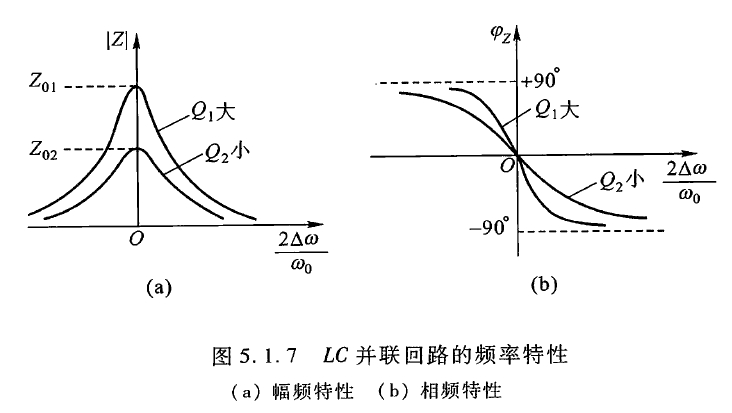 |Z|
Z01
Z02
Q1大
Q2小
O
2Δω
ω0
(a)
φZ
+90°
Q1大
O
Q2小
2Δω
ω0
−90°
(b)
图 5.1.7 LC 并联回路的频率特性
(a) 幅频特性 (b) 相频特性